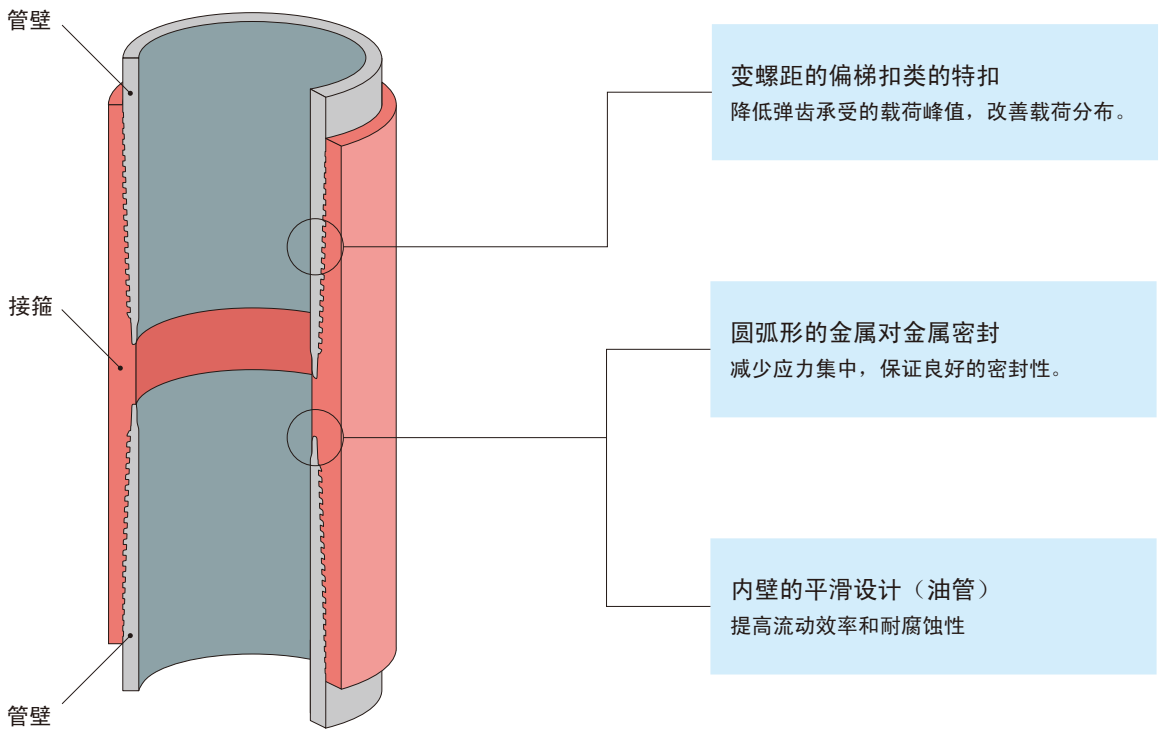 管壁
变螺距的偏梯扣类的特扣
降低弹齿承受的载荷峰值，改善载荷分布。
接箍
圆弧形的金属对金属密封
减少应力集中，保证良好的密封性。
内壁的平滑设计（油管）
提高流动效率和耐腐蚀性
管壁